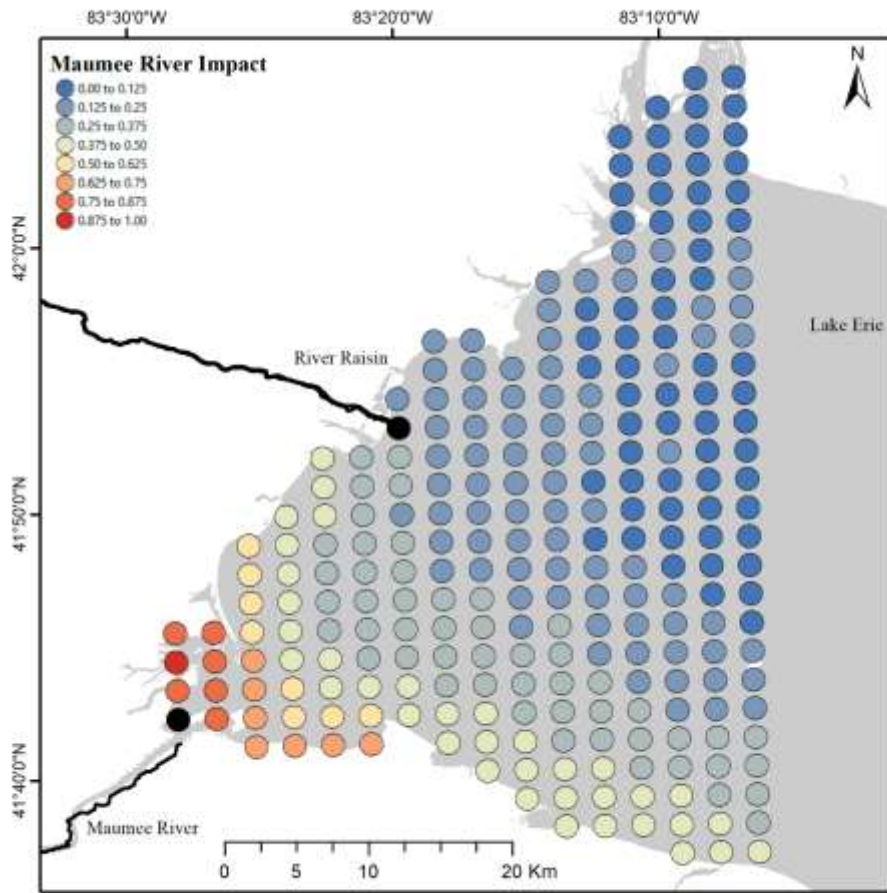 83°30'0"W 83°20'0"W 83°10'0"W
Maumee River Impact
0.00 to 0.125
0.125 to 0.25
0.25 to 0.375
0.375 to 0.50
0.50 to 0.625
0.625 to 0.75
0.75 to 0.875
0.875 to 1.00
N
42°0'0"N
Lake Erie
River Raisin
41°50'0"N
41°40'0"N
Maumee River
0 5 10 20 Km